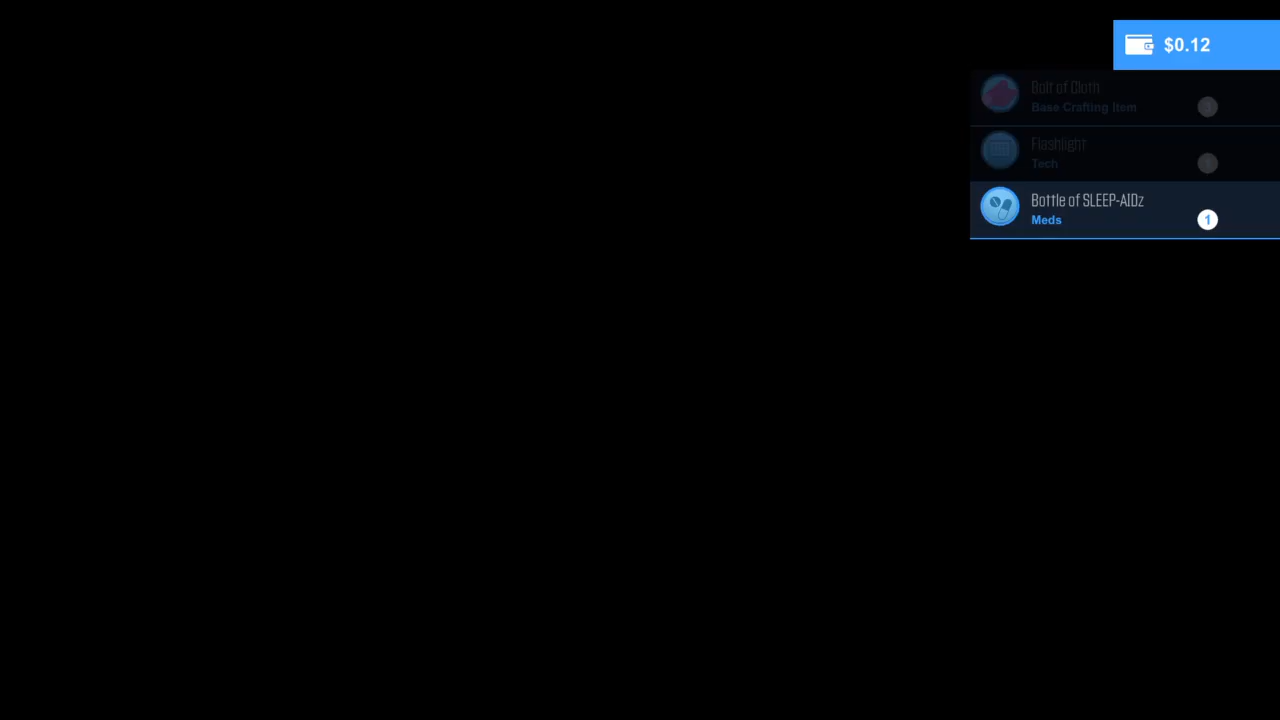 $0.12
Bolt of Cloth
Base Crafting Item
Flashlight
Tech
Bottle of SLEEP-AIDz
Meds
1